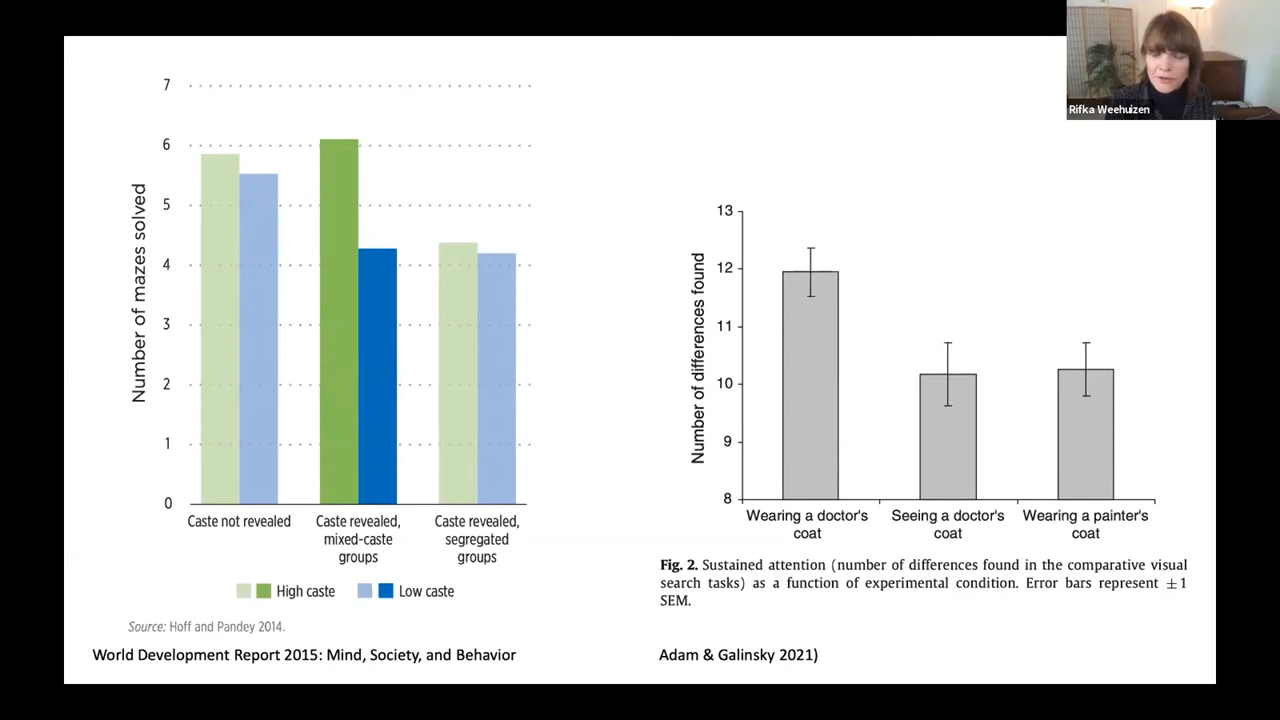 Rifka Weehuizen
7
6
5
4
3
2
1
0
Number of mazes solved
Caste not revealed
Caste revealed,
mixed-caste
groups
Caste revealed,
segregated
groups
High caste
Low caste
Source: Hoff and Pandey 2014.
World Development Report 2015: Mind, Society, and Behavior
13
12
11
10
9
8
Number of differences found
Wearing a doctor's
coat
Seeing a doctor's
coat
Wearing a painter's
coat
Fig. 2. Sustained attention (number of differences found in the comparative visual
search tasks) as a function of experimental condition. Error bars represent ±1
SEM.
Adam & Galinsky 2021)